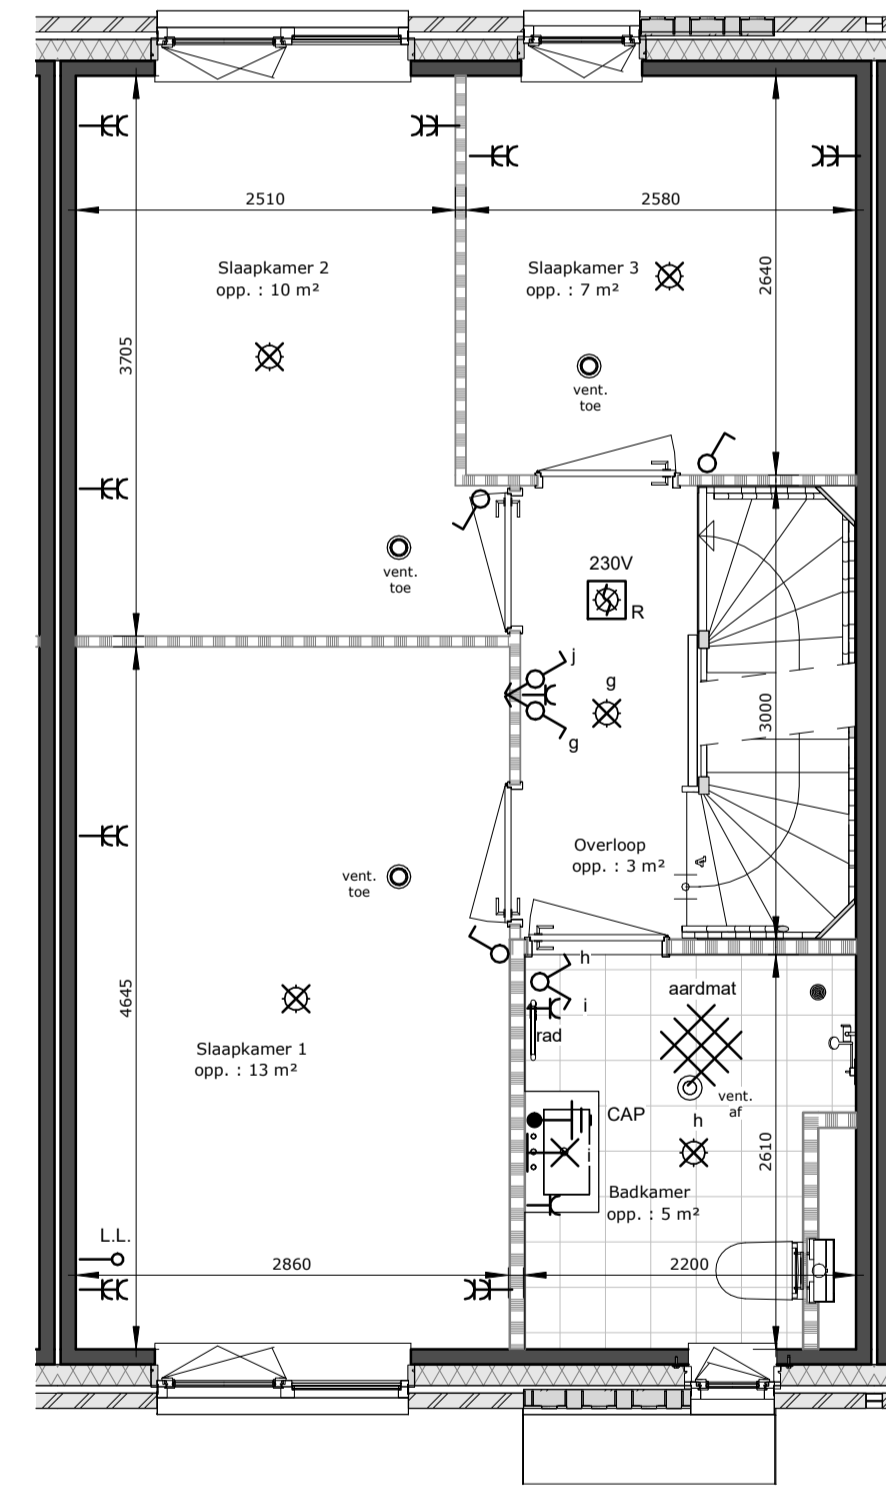 2510
2580
Slaapkamer 2
opp. : 10 m²
Slaapkamer 3
opp. : 7 m²
2640
3705
vent.
toe
vent.
toe
230V
R
j
g
g
3000
Overloop
opp. : 3 m²
A
vent.
toe
4645
h
i
rad
aardmat
Slaapkamer 1
opp. : 13 m²
vent.
af
CAP
h
i
2610
Badkamer
opp. : 5 m²
L.L.
2860
2200